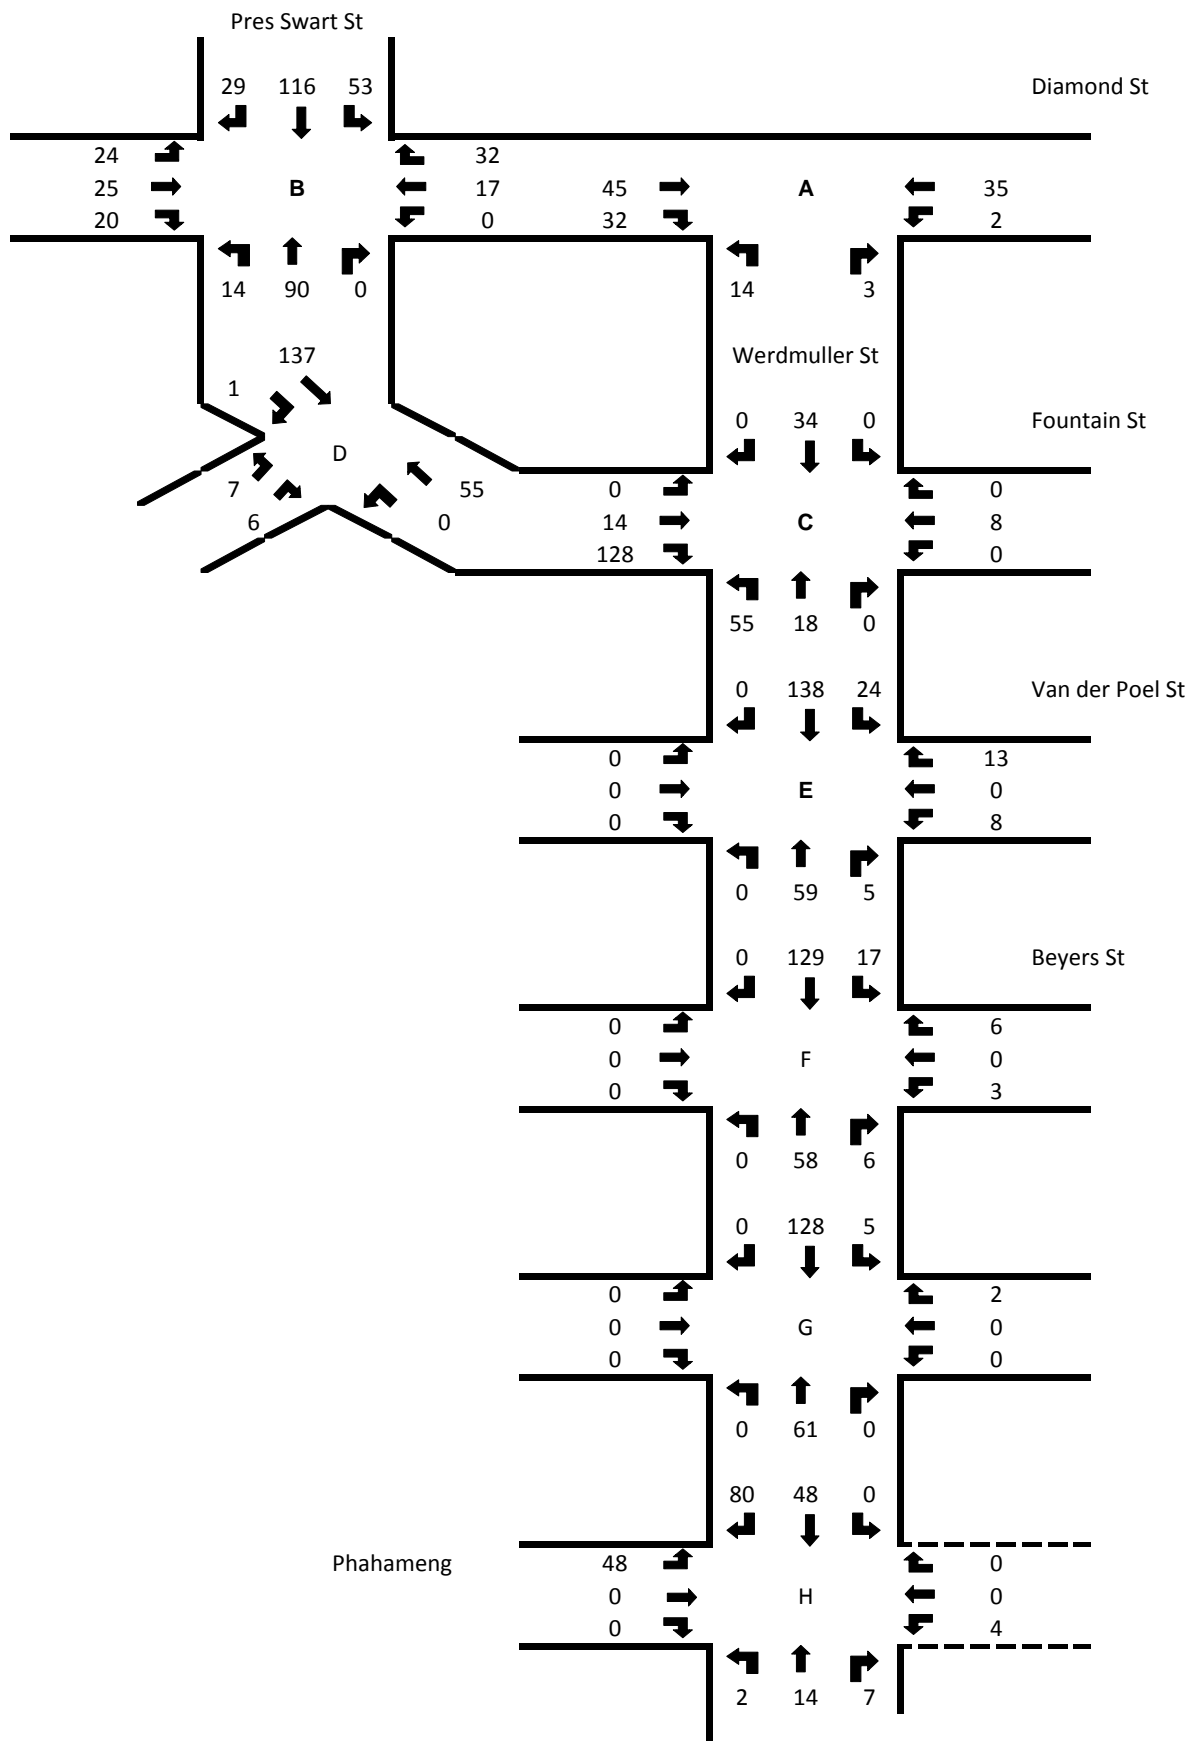 Pres Swart St
29 116 53 Diamond St
24 32
25 B 17 45 A 35
20 0 32 2
14 90 0 14 3
137 Werdmuller St
1
0 34 0 Fountain St
D
7 55 0 0
6 0 14 C 8
128 0
55 18 0
0 138 24 Van der Poel St
0 13
0 E 0
0 8
0 59 5
0 129 17 Beyers St
0 6
0 F 0
0 3
0 58 6
0 128 5
0 2
0 G 0
0 0
0 61 0
80 48 0
Phahameng 48 0
0 H 0
0 4
2 14 7